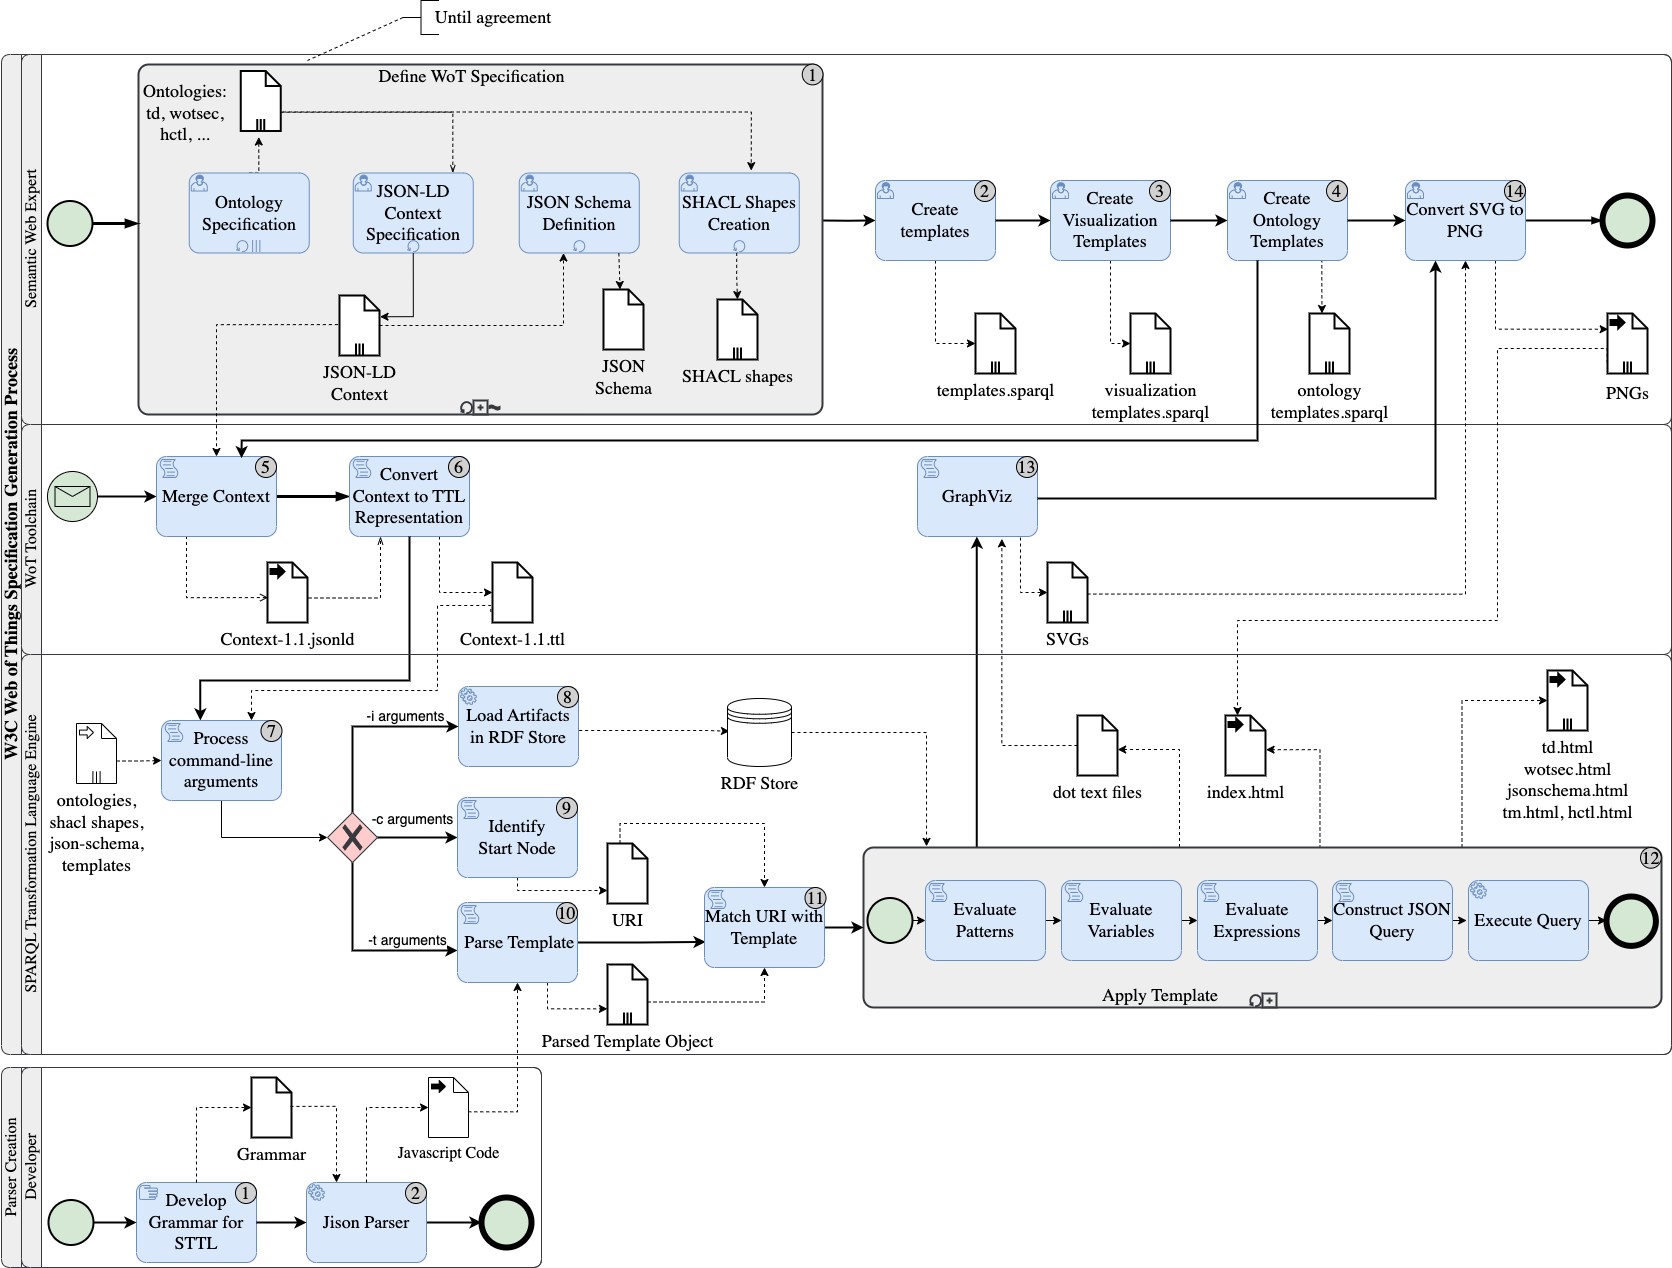 Until agreement
W3C Web of Things Specification Generation Process
Semantic Web Expert
Define WoT Specification
1
Ontologies:
td, wotsec,
hctl, ...
Ontology
Specification
JSON-LD
Context
Specification
JSON Schema
Definition
SHACL Shapes
Creation
JSON-LD
Context
JSON
Schema
SHACL shapes
2
Create
templates
3
Create
Visualization
Templates
4
Create
Ontology
Templates
14
Convert SVG to
PNG
templates.sparql
visualization
templates.sparql
ontology
templates.sparql
PNGs
WoT Toolchain
5
Merge Context
6
Convert
Context to TTL
Representation
13
GraphViz
Context-1.1.jsonld
Context-1.1.ttl
SVGs
SPARQL Transformation Language Engine
ontologies,
shacl shapes,
json-schema,
templates
7
Process
command-line
arguments
-i arguments
-c arguments
-t arguments
8
Load Artifacts
in RDF Store
9
Identify
Start Node
10
Parse Template
RDF Store
URI
Parsed Template Object
11
Match URI with
Template
dot text files
index.html
td.html
wotsec.html
jsonschema.html
tm.html, hctl.html
12
Evaluate
Patterns
Evaluate
Variables
Evaluate
Expressions
Construct JSON
Query
Execute Query
Apply Template
Parser Creation
Developer
Grammar
Javascript Code
1
Develop
Grammar for
STTL
2
Jison Parser